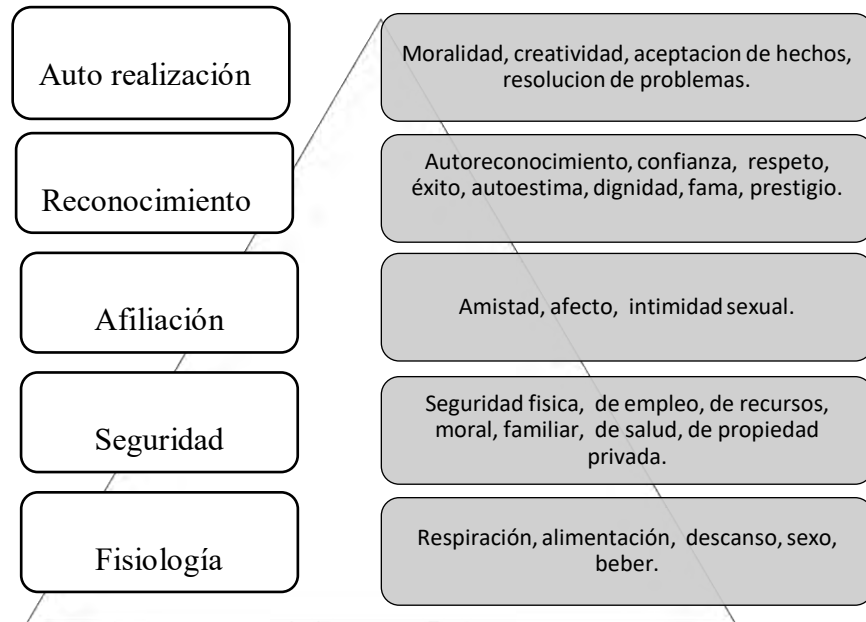 Auto realización
Moralidad, creatividad, aceptacion de hechos,
resolucion de problemas.
Reconocimiento
Autoreconocimiento, confianza, respeto,
éxito, autoestima, dignidad, fama, prestigio.
Afiliación
Amistad, afecto, intimidad sexual.
Seguridad
Seguridad fisica, de empleo, de recursos,
moral, familiar, de salud, de propiedad
privada.
Fisiología
Respiración, alimentación, descanso, sexo,
beber.